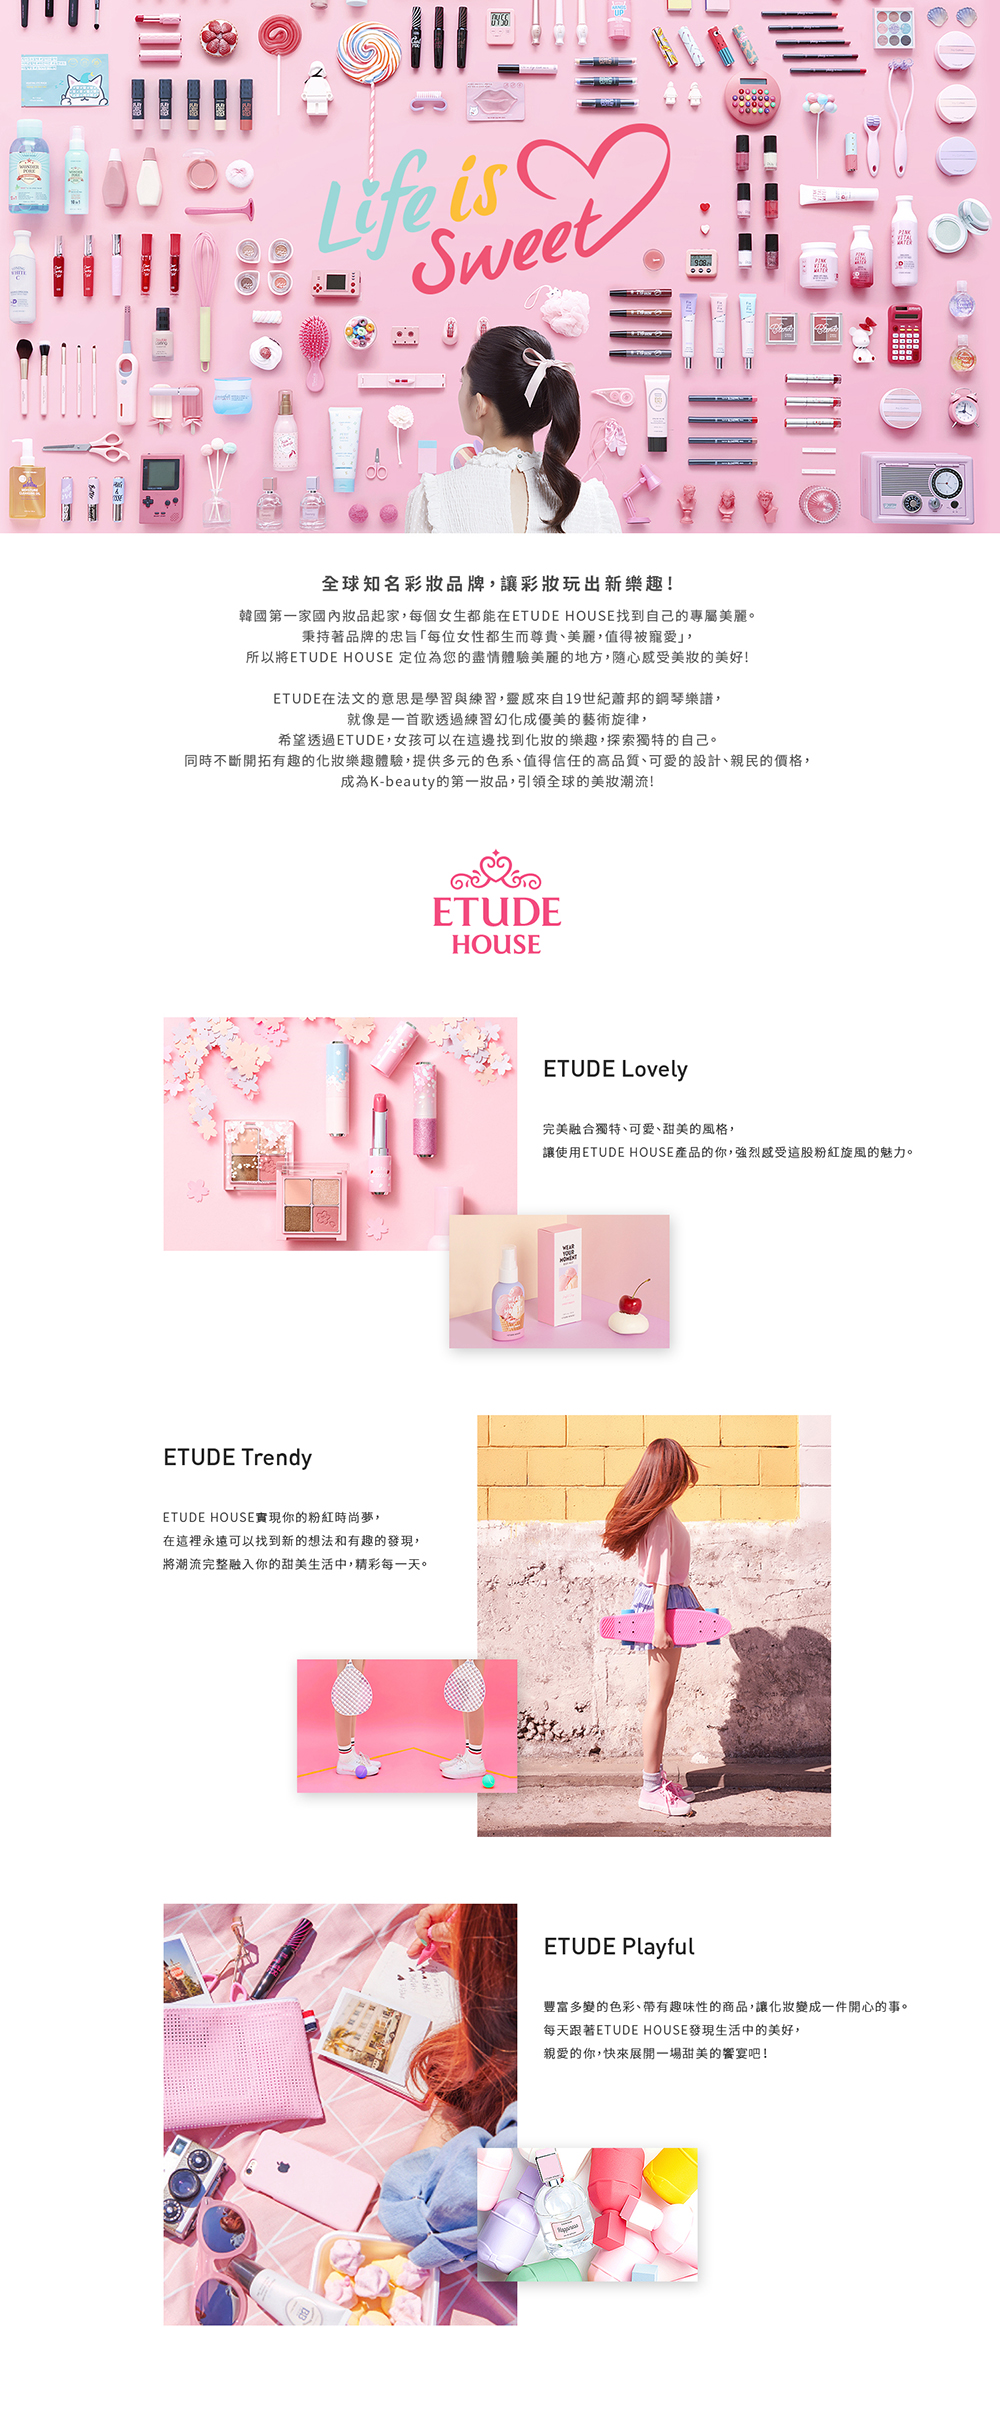 Life is
Sweet
全球知名彩妝品牌，讓彩妝玩出新樂趣！
韓國第一家國內妝品起家，每個女生都能在ETUDE HOUSE找到自己的專屬美麗。
秉持著品牌的忠旨「每位女性都生而尊貴、美麗，值得被寵愛」，
所以將ETUDE HOUSE 定位為您的盡情體驗美麗的地方，隨心感受美妝的美好！
ETUDE在法文的意思是學習與練習，靈感來自19世紀蕭邦的鋼琴樂譜，
就像是一首歌透過練習幻化成優美的藝術旋律，
希望透過ETUDE，女孩可以在這邊找到化妝的樂趣，探索獨特的自己。
同時不斷開拓有趣的化妝樂趣體驗，提供多元的色系、值得信任的高品質、可愛的設計、親民的價格，
成為K-beauty的第一妝品，引領全球的美妝潮流！
ETUDE
HOUSE
ETUDE Lovely
完美融合獨特、可愛、甜美的風格，
讓使用ETUDE HOUSE產品的你，強烈感受這股粉紅旋風的魅力。
WEAR
YOUR
MOMENT
ETUDE Trendy
ETUDE HOUSE實現你的粉紅時尚夢，
在這裡永遠可以找到新的想法和有趣的發現，
將潮流完整融入你的甜美生活中，精彩每一天。
ETUDE Playful
豐富多變的色彩、帶有趣味性的商品，讓化妝變成一件開心的事。
每天跟著ETUDE HOUSE發現生活中的美好，
親愛的你，快來展開一場甜美的饗宴吧！
Happiness